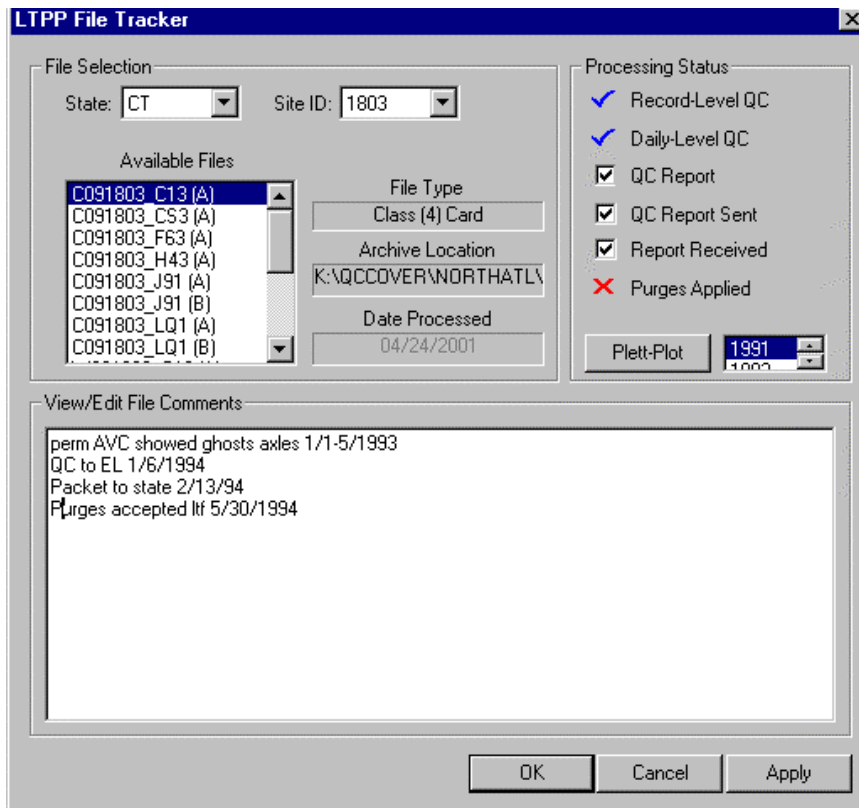 LTPP File Tracker
File Selection
State: CT
Site ID: 1803
Available Files
C091803_C13 (A)
C091803_CS3 (A)
C091803_F63 (A)
C091803_H43 (A)
C091803_J91 (A)
C091803_J91 (B)
C091803_LQ1 (A)
C091803_LQ1 (B)
File Type
Class (4) Card
Archive Location
K:\QCCOVER\NORTHATL\
Date Processed
04/24/2001
Processing Status
Record-Level QC
Daily-Level QC
QC Report
QC Report Sent
Report Received
Purges Applied
Plett-Plot
1991
View/Edit File Comments
perm AVC showed ghosts axles 1/1-5/1993
QC to EL 1/6/1994
Packet to state 2/13/94
Purges accepted ltf 5/30/1994
OK
Cancel
Apply